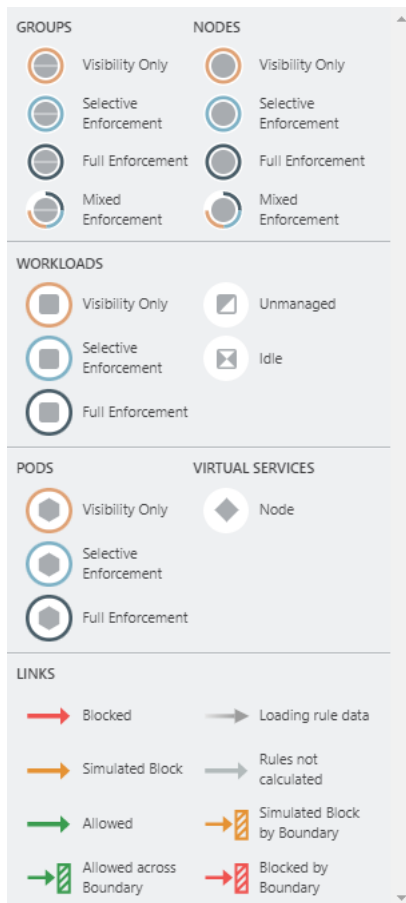 GROUPS
NODES
Visibility Only
Visibility Only
Selective
Enforcement
Selective
Enforcement
Full Enforcement
Full Enforcement
Mixed
Enforcement
Mixed
Enforcement
WORKLOADS
Visibility Only
Unmanaged
Selective
Enforcement
Idle
Full Enforcement
PODS
VIRTUAL SERVICES
Visibility Only
Node
Selective
Enforcement
Full Enforcement
LINKS
Blocked
Loading rule data
Simulated Block
Rules not
calculated
Allowed
Simulated Block
by Boundary
Allowed across
Boundary
Blocked by
Boundary